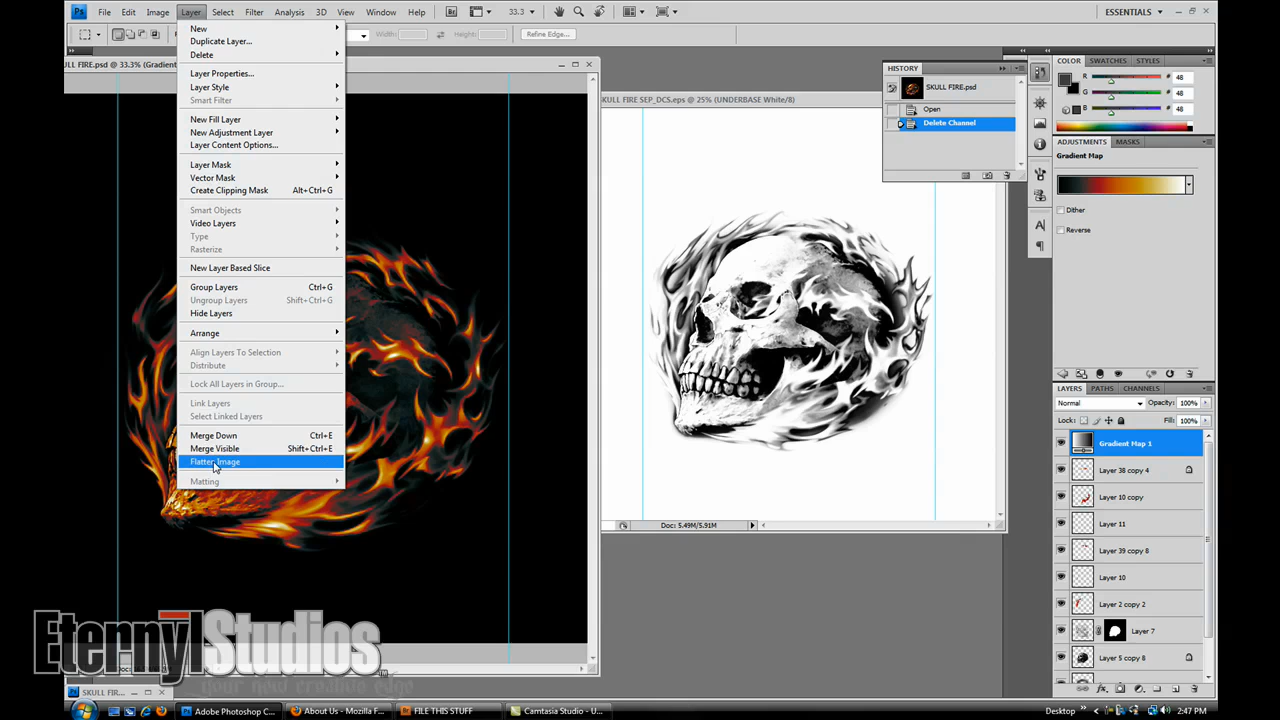 Ps File Edit Image Layer Select Filter Analysis 3D View Window Help Br 33.3 ESSENTIALS
Width: Height: Refine Edge...
ULL FIRE.psd @ 33.3% (Gradient
New
Duplicate Layer...
Delete
Layer Properties...
Layer Style
Smart Filter
New Fill Layer
New Adjustment Layer
Layer Content Options...
Layer Mask
Vector Mask
Create Clipping Mask Alt+Ctrl+G
Smart Objects
Video Layers
Type
Rasterize
New Layer Based Slice
Group Layers Ctrl+G
Ungroup Layers Shift+Ctrl+G
Hide Layers
Arrange
Align Layers To Selection
Distribute
Lock All Layers in Group...
Link Layers
Select Linked Layers
Merge Down Ctrl+E
Merge Visible Shift+Ctrl+E
Flatten Image
Matting
SKULL FIRE SEP_DCS.eps @ 25% (UNDERBASE White/8)
Doc: 5.49M/5.91M
HISTORY
SKULL FIRE.psd
Open
Delete Channel
COLOR SWATCHES STYLES
R 48
G 48
B 48
ADJUSTMENTS MASKS
Gradient Map
Dither
Reverse
LAYERS PATHS CHANNELS
Normal Opacity: 100%
Lock: Fill: 100%
Gradient Map 1
Layer 38 copy 4
Layer 10 copy
Layer 11
Layer 39 copy 8
Layer 10
Layer 2 copy 2
Layer 7
Layer 5 copy 8
EternylStudios
your new creative edge
SKULL FIR...
Adobe Photoshop C... About Us - Mozilla F... FILE THIS STUFF Camtasia Studio - U... Desktop 2:47 PM